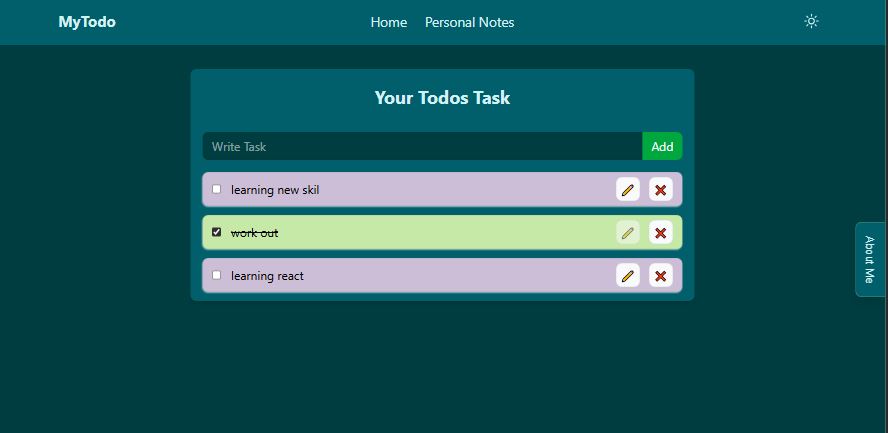 MyTodo
Home
Personal Notes
Your Todos Task
Write Task
Add
learning new skil
work out
learning react
About Me